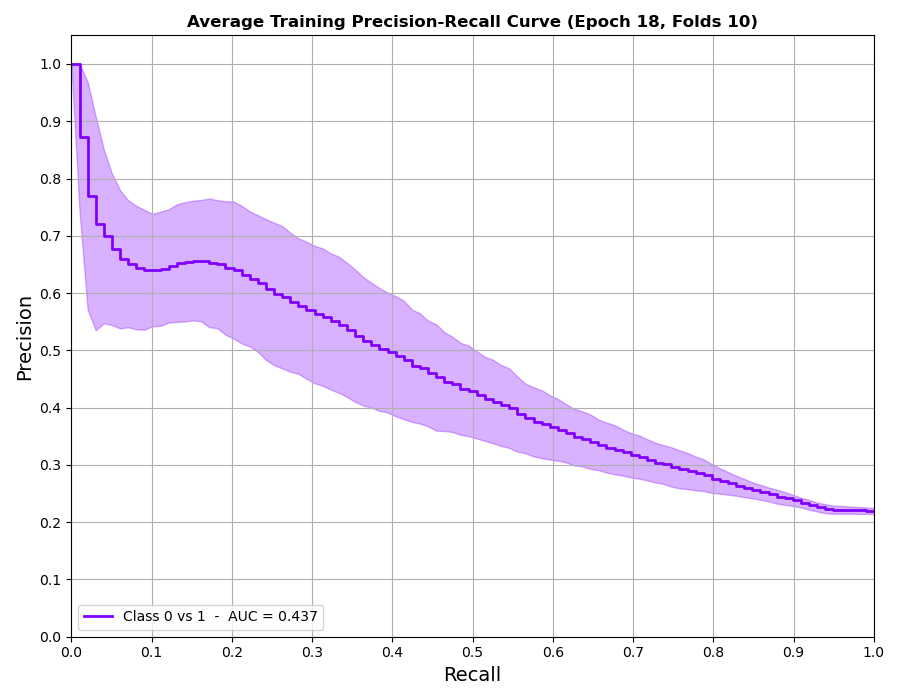 Average Training Precision-Recall Curve (Epoch 18, Folds 10)
Precision
1.0
0.9
0.8
0.7
0.6
0.5
0.4
0.3
0.2
0.1
0.0
Class 0 vs 1 - AUC = 0.437
0.0 0.1 0.2 0.3 0.4 0.5 0.6 0.7 0.8 0.9 1.0
Recall